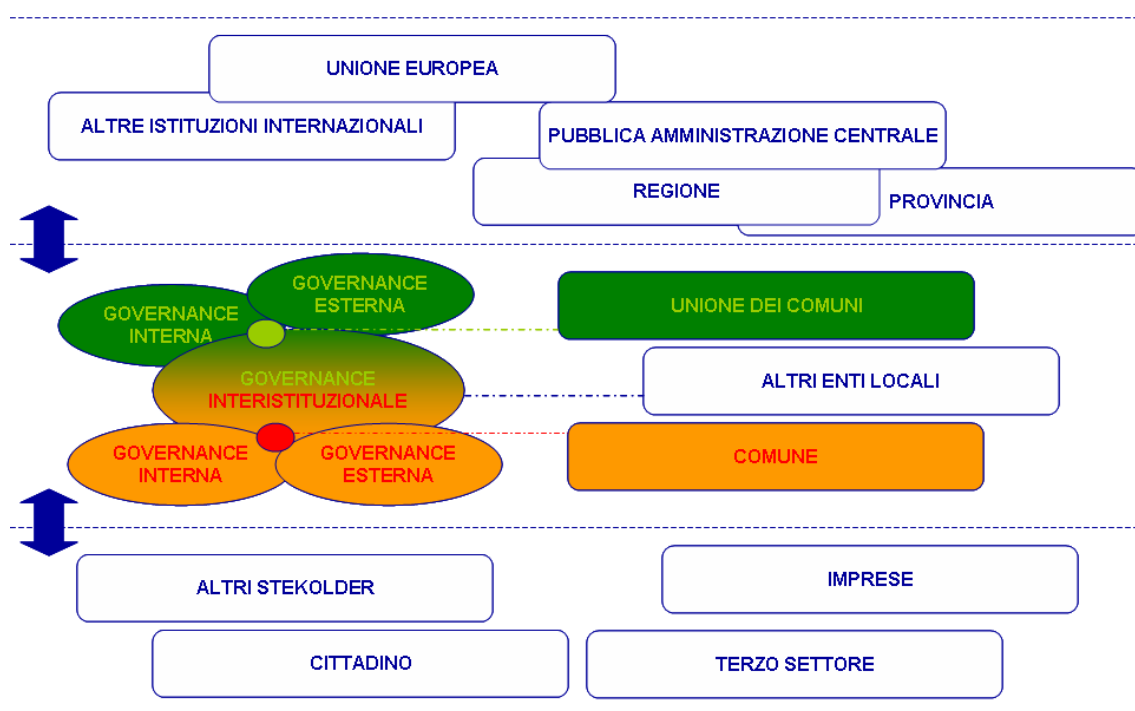 UNIONE EUROPEA
ALTRE ISTITUZIONI INTERNAZIONALI
PUBBLICA AMMINISTRAZIONE CENTRALE
REGIONE
PROVINCIA
GOVERNANCE
ESTERNA
GOVERNANCE
INTERNA
UNIONE DEI COMUNI
GOVERNANCE
INTERISTITUZIONALE
ALTRI ENTI LOCALI
GOVERNANCE
INTERNA
GOVERNANCE
ESTERNA
COMUNE
ALTRI STEKOLDER
IMPRESE
CITTADINO
TERZO SETTORE